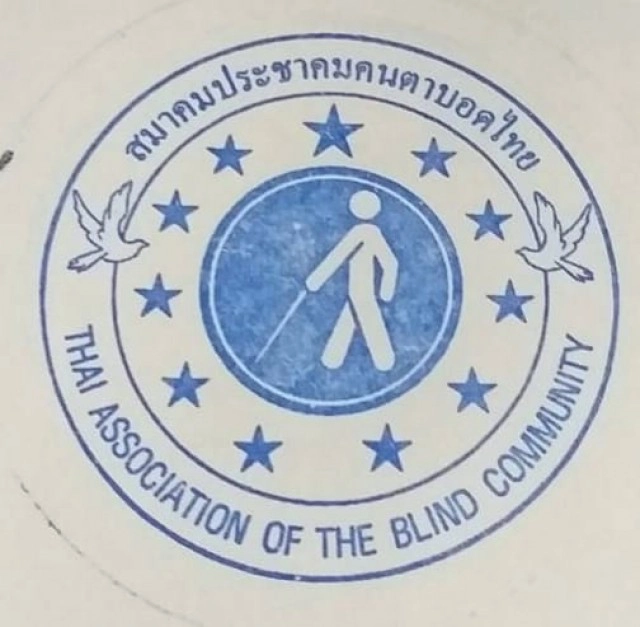 สมาคมประชาคมคนตาบอดไทย
THAI ASSOCIATION OF THE BLIND COMMUNITY